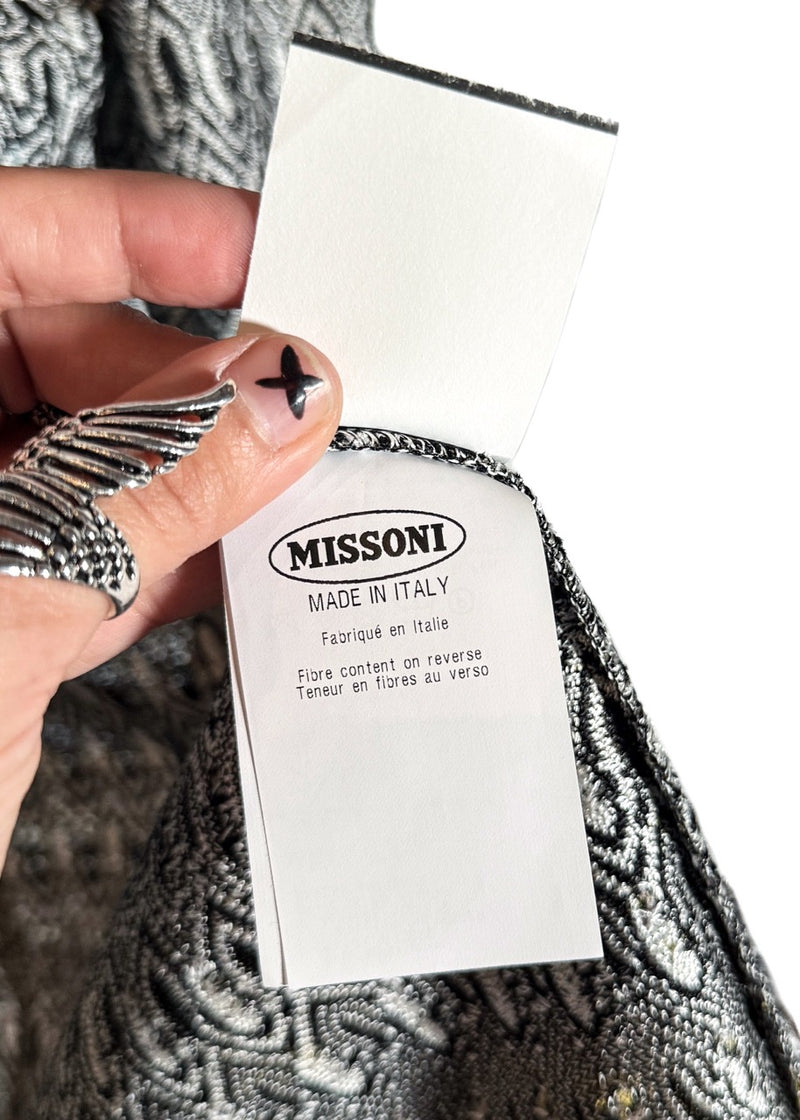 MISSONI
MADE IN ITALY
Fabriqué en Italie
Fibre content on reverse
Teneur en fibres au verso